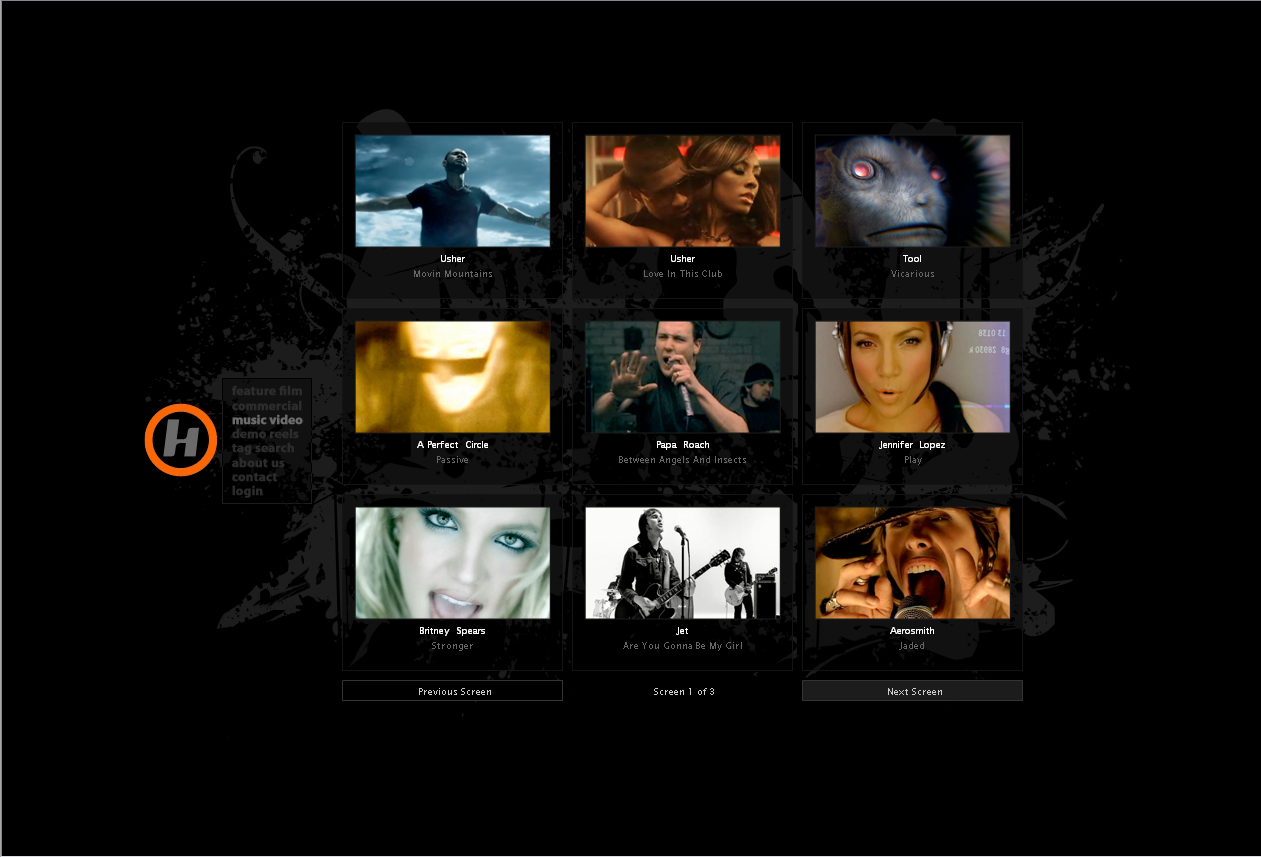 Usher
Movin Mountains
Usher
Love In This Club
Tool
Vicarious
A Perfect Circle
Passive
Papa Roach
Between Angels And Insects
Jennifer Lopez
Play
H
feature film
commercial
music video
demo reels
tag search
about us
contact
login
Britney Spears
Stronger
Jet
Are You Gonna Be My Girl
Aerosmith
Jaded
Previous Screen
Screen 1 of 3
Next Screen